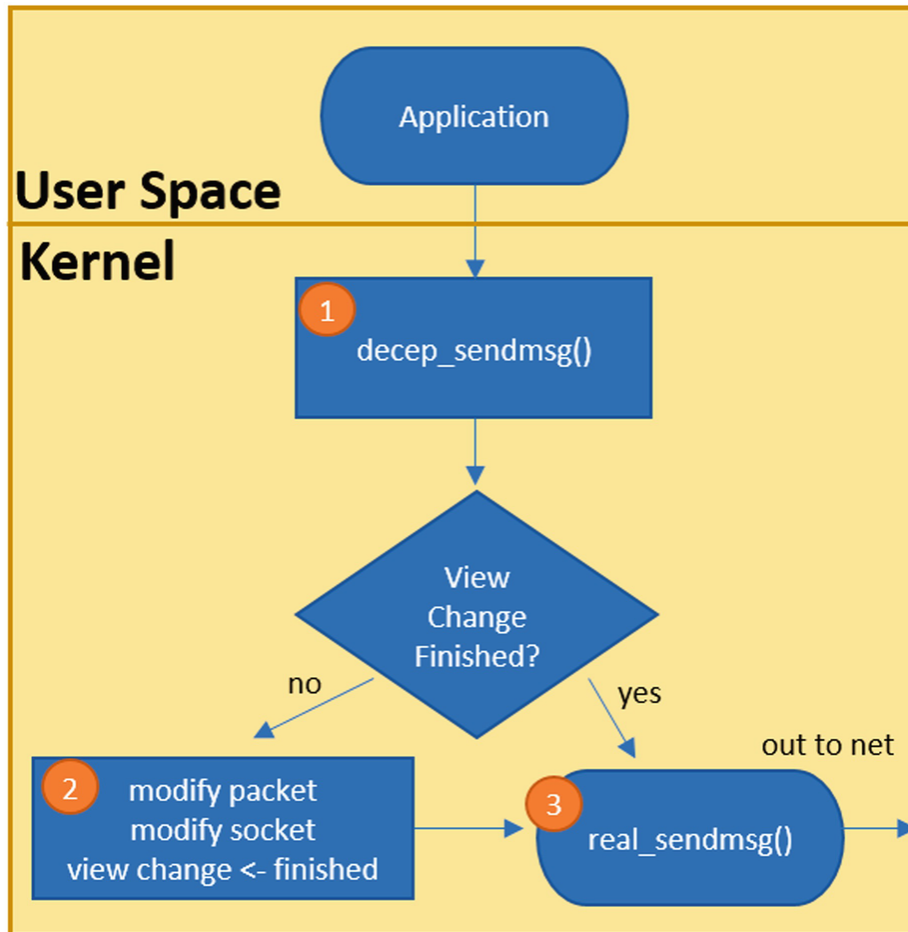 Application
User Space
Kernel
1
decep_sendmsg()
View
Change
Finished?
no
yes
out to net
2
modify packet
modify socket
view change <- finished
3
real_sendmsg()